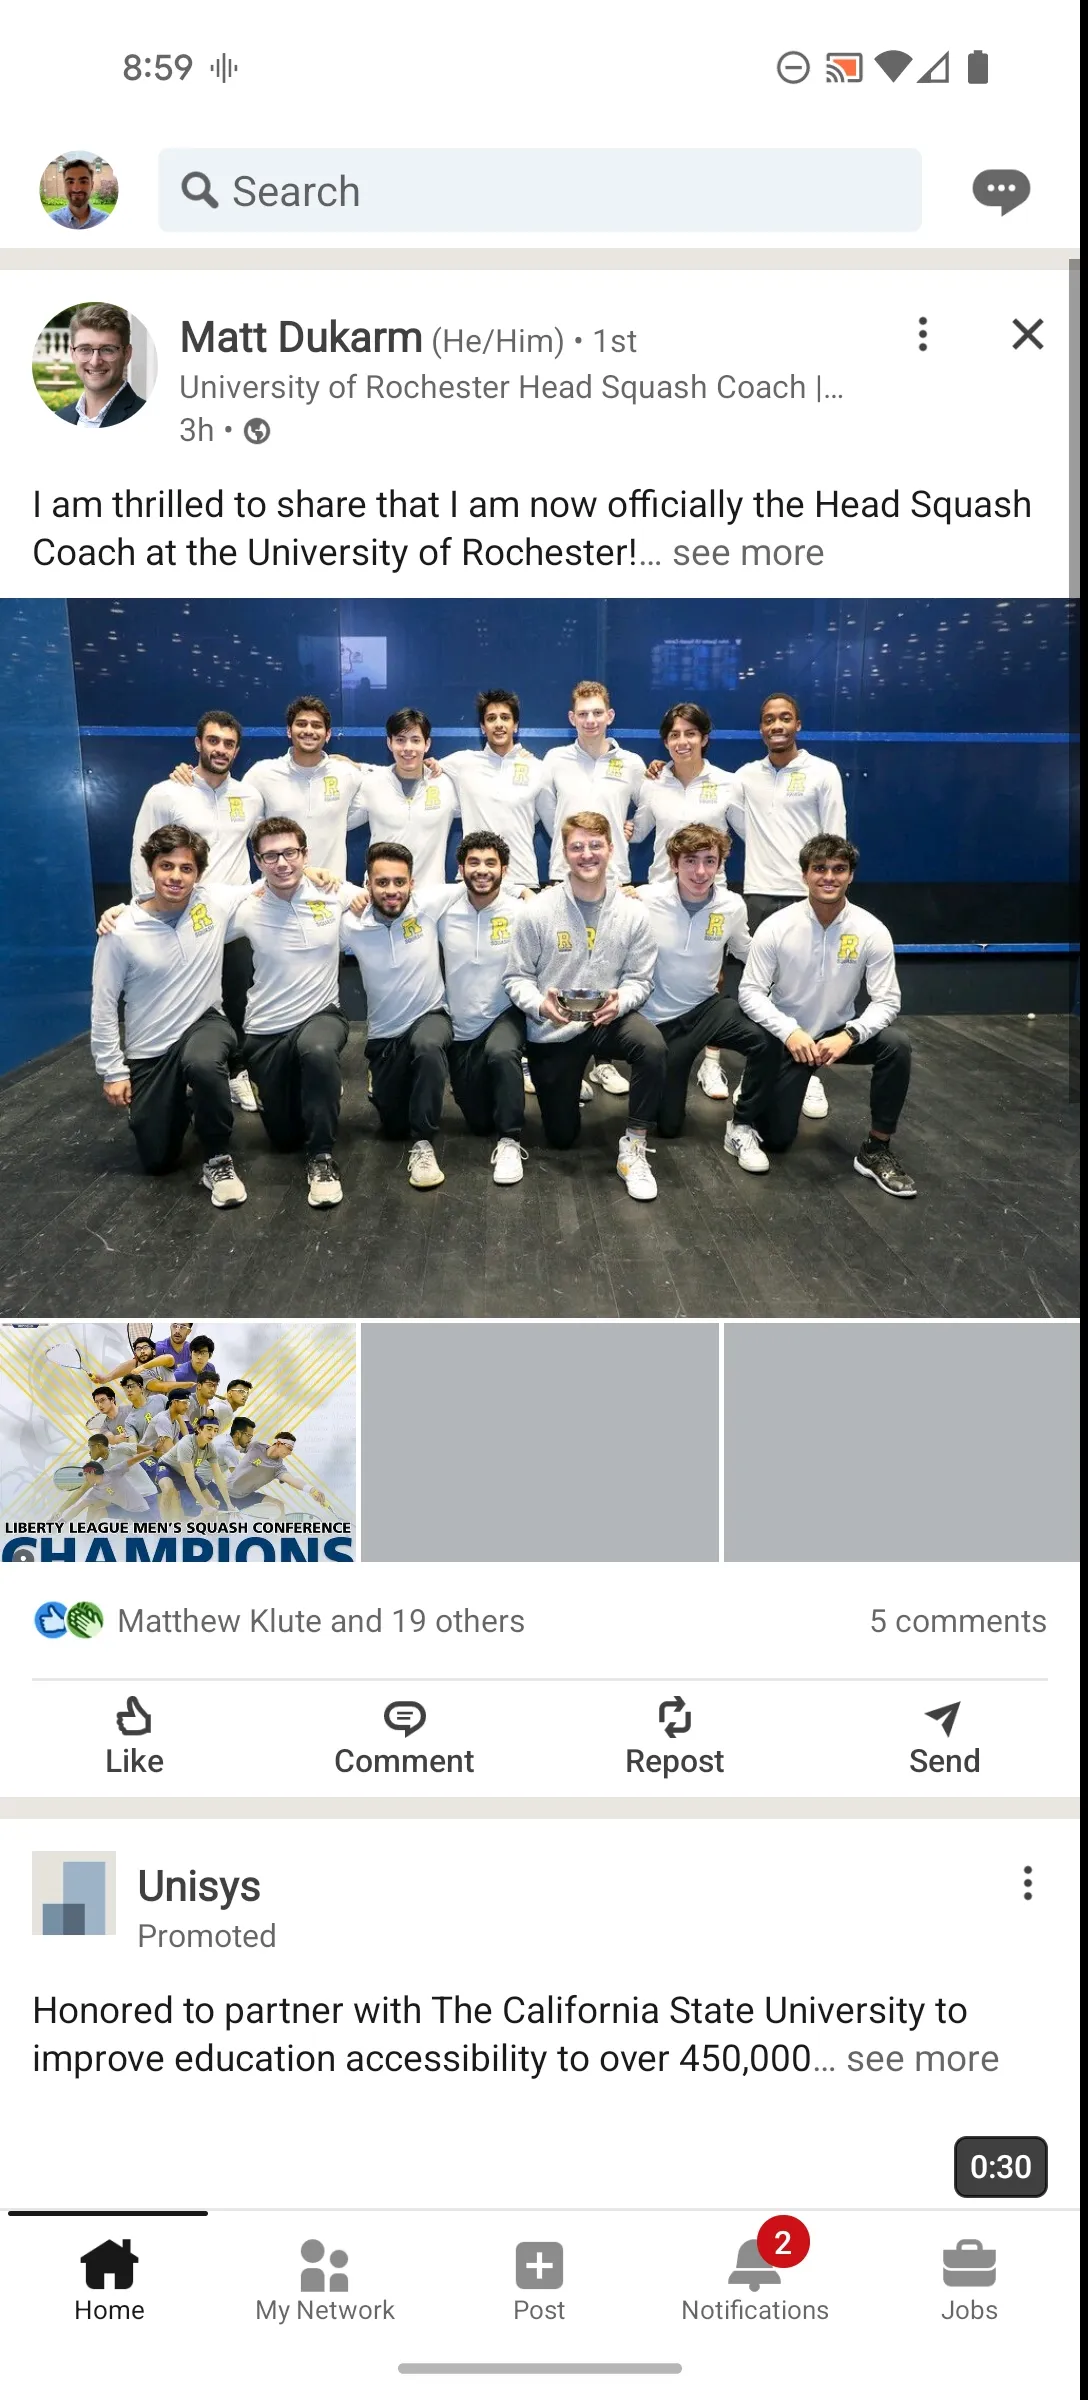 8:59
Search
Matt Dukarm (He/Him) • 1st
University of Rochester Head Squash Coach |...
3h •
I am thrilled to share that I am now officially the Head Squash
Coach at the University of Rochester!... see more
LIBERTY LEAGUE MEN'S SQUASH CONFERENCE
CHAMPIONS
Matthew Klute and 19 others
5 comments
Like
Comment
Repost
Send
Unisys
Promoted
Honored to partner with The California State University to
improve education accessibility to over 450,000... see more
0:30
2
Home
My Network
Post
Notifications
Jobs